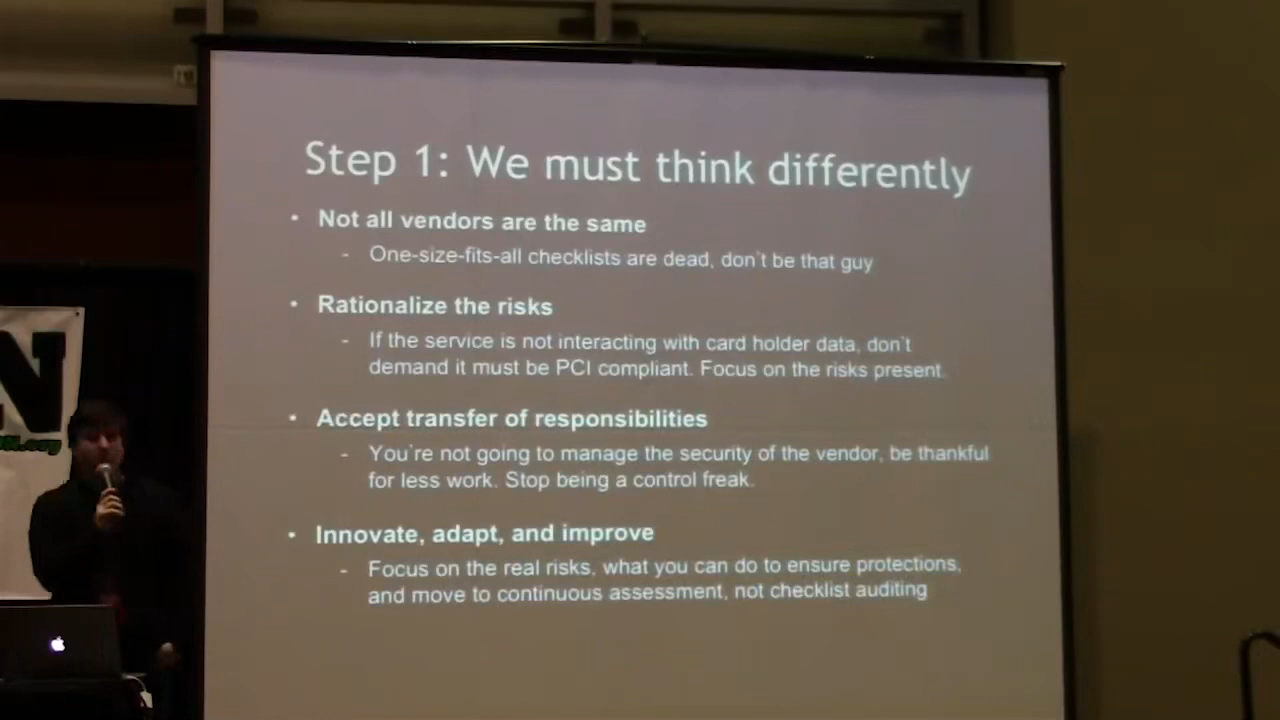 Step 1: We must think differently
• Not all vendors are the same
- One-size-fits-all checklists are dead, don't be that guy
• Rationalize the risks
- If the service is not interacting with card holder data, don't
demand it must be PCI compliant. Focus on the risks present.
• Accept transfer of responsibilities
- You're not going to manage the security of the vendor, be thankful
for less work. Stop being a control freak.
• Innovate, adapt, and improve
- Focus on the real risks, what you can do to ensure protections,
and move to continuous assessment, not checklist auditing
N